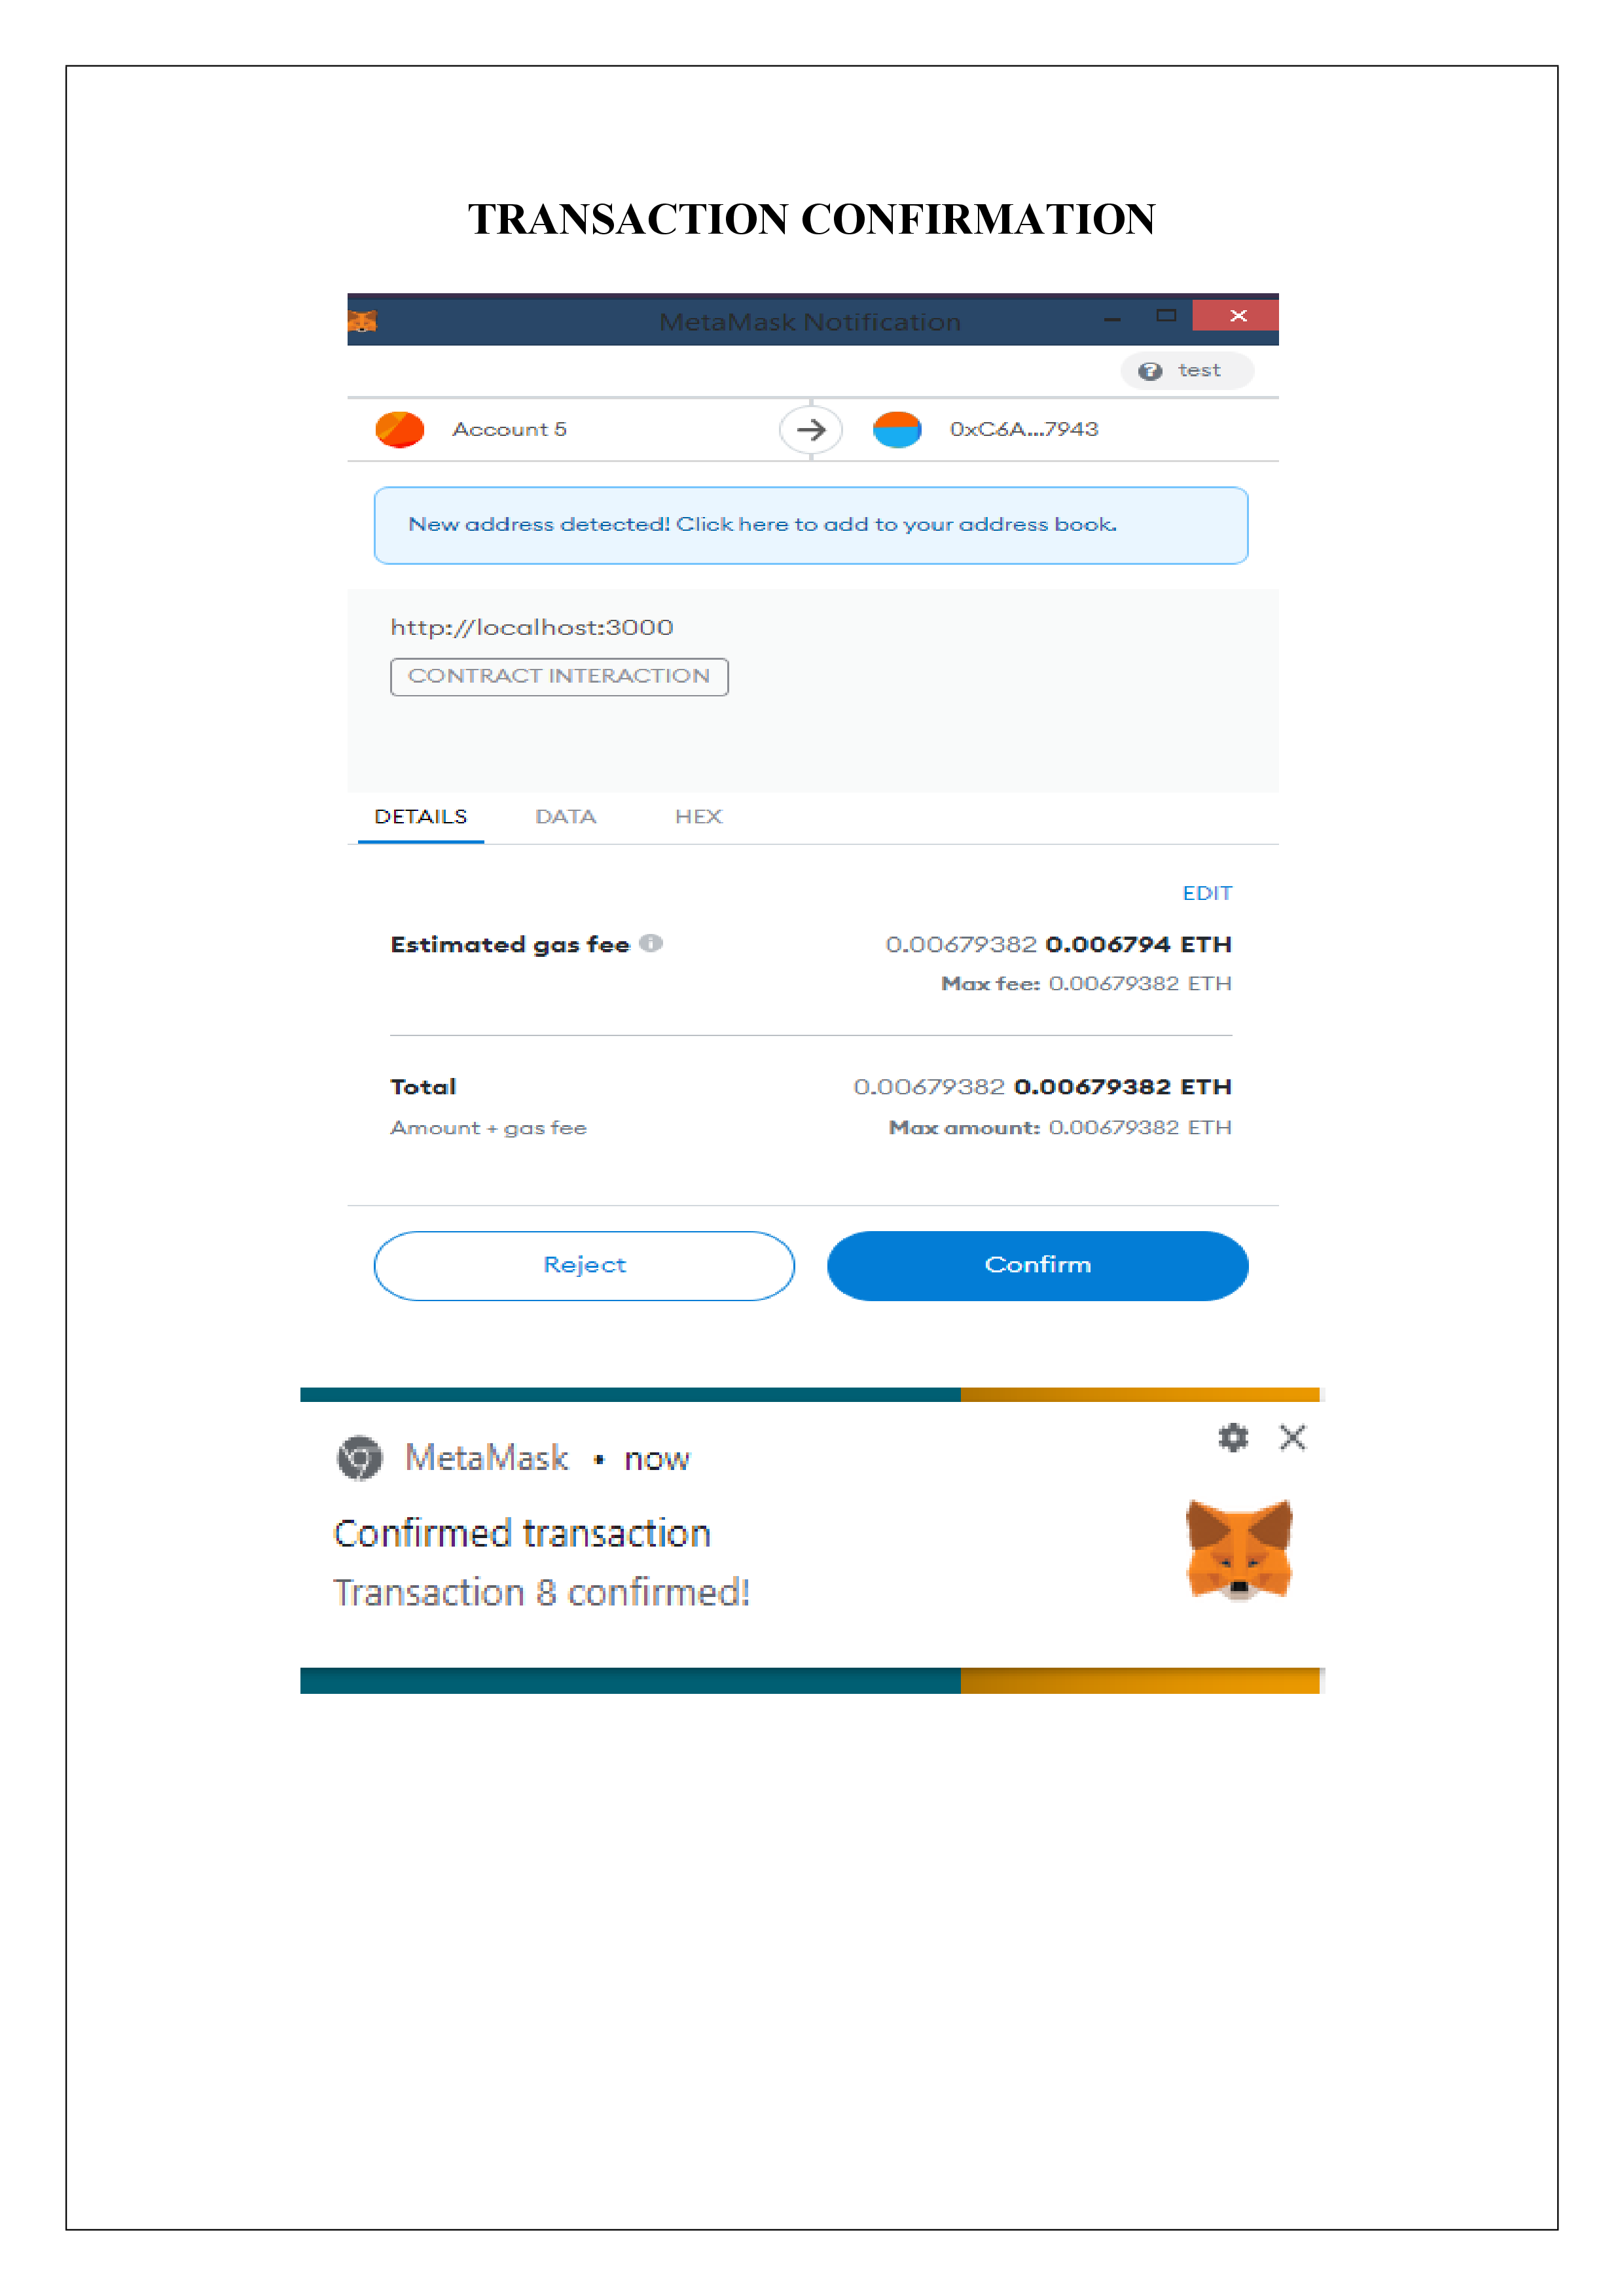 TRANSACTION CONFIRMATION
MetaMask Notification
test
Account 5 0xC6A...7943
New address detected! Click here to add to your address book.
http://localhost:3000
CONTRACT INTERACTION
DETAILS DATA HEX
EDIT
Estimated gas fee 0.00679382 0.006794 ETH
Max fee: 0.00679382 ETH
Total 0.00679382 0.00679382 ETH
Amount + gas fee Max amount: 0.00679382 ETH
Reject Confirm
MetaMask • now
Confirmed transaction
Transaction 8 confirmed!